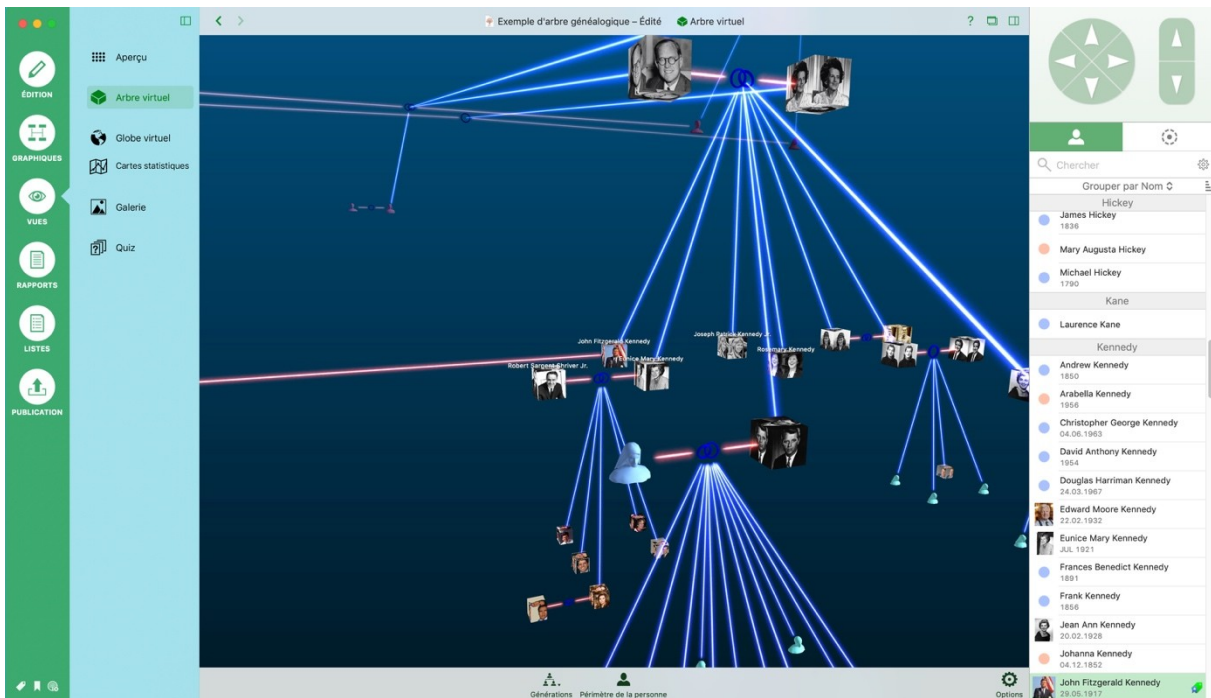 Exemple d'arbre généalogique – Édité
Arbre virtuel
?
ÉDITION
GRAPHIQUES
VUES
RAPPORTS
LISTES
PUBLICATION
Aperçu
Arbre virtuel
Globe virtuel
Cartes statistiques
Galerie
Quiz
John Fitzgerald Kennedy
Joseph Patrick Kennedy Jr.
Robert Sargent Shriver Jr.
Eunice Mary Kennedy
Rosemary Kennedy
Générations
Périmètre de la personne
Options
Chercher
Grouper par Nom
Hickey
James Hickey
1836
Mary Augusta Hickey
Michael Hickey
1790
Kane
Laurence Kane
Kennedy
Andrew Kennedy
1850
Arabella Kennedy
1956
Christopher George Kennedy
04.06.1963
David Anthony Kennedy
1954
Douglas Harriman Kennedy
24.03.1967
Edward Moore Kennedy
22.02.1932
Eunice Mary Kennedy
JUL 1921
Frances Benedict Kennedy
1891
Frank Kennedy
1856
Jean Ann Kennedy
20.02.1928
Johanna Kennedy
04.12.1852
John Fitzgerald Kennedy
29.05.1917